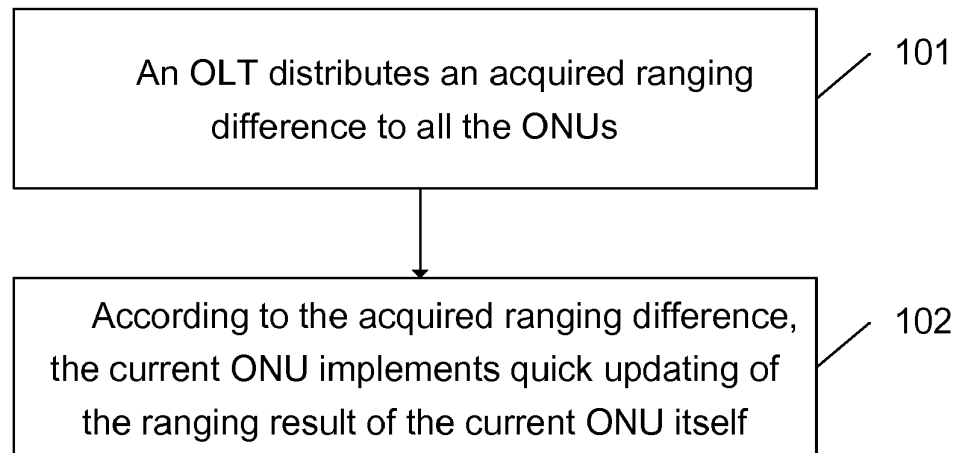 An OLT distributes an acquired ranging
difference to all the ONUs
101
According to the acquired ranging difference,
the current ONU implements quick updating of
the ranging result of the current ONU itself
102